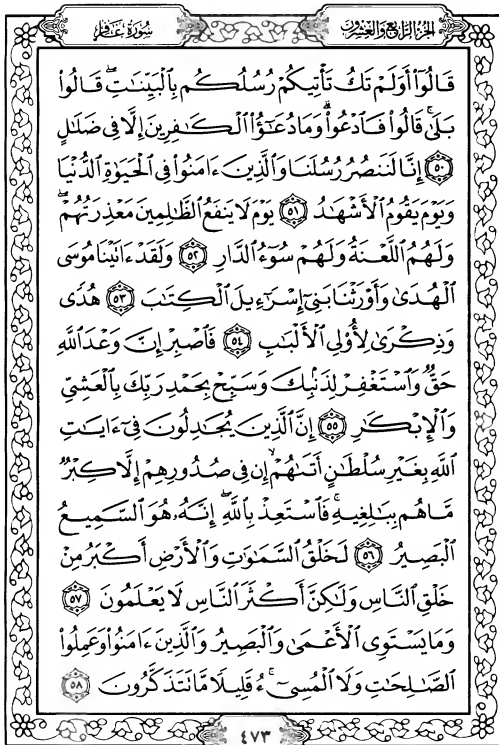 الجزء الرابع والعشرون
سورة غافر
قَالُوٓا۟ أَوَلَمْ تَكُ تَأْتِيكُمْ رُسُلُكُم بِٱلْبَيِّنَٰتِ ۖ قَالُوا۟
بَلَىٰ ۚ قَالُوا۟ فَٱدْعُوا۟ ۗ وَمَا دُعَٰٓؤُا۟ ٱلْكَٰفِرِينَ إِلَّا فِى ضَلَٰلٍ
٥٠ إِنَّا لَنَنصُرُ رُسُلَنَا وَٱلَّذِينَ ءَامَنُوا۟ فِى ٱلْحَيَوٰةِ ٱلدُّنْيَا
وَيَوْمَ يَقُومُ ٱلْأَشْهَٰدُ ٥١ يَوْمَ لَا يَنفَعُ ٱلظَّٰلِمِينَ مَعْذِرَتُهُمْ ۖ
وَلَهُمُ ٱللَّعْنَةُ وَلَهُمْ سُوٓءُ ٱلدَّارِ ٥٢ وَلَقَدْ ءَاتَيْنَا مُوسَى
ٱلْهُدَىٰ وَأَوْرَثْنَا بَنِىٓ إِسْرَٰٓءِيلَ ٱلْكِتَٰبَ ٥٣ هُدًى
وَذِكْرَىٰ لِأُو۟لِى ٱلْأَلْبَٰبِ ٥٤ فَٱصْبِرْ إِنَّ وَعْدَ ٱللَّهِ
حَقٌّ وَٱسْتَغْفِرْ لِذَنۢبِكَ وَسَبِّحْ بِحَمْدِ رَبِّكَ بِٱلْعَشِىِّ
وَٱلْإِبْكَٰرِ ٥٥ إِنَّ ٱلَّذِينَ يُجَٰدِلُونَ فِىٓ ءَايَٰتِ
ٱللَّهِ بِغَيْرِ سُلْطَٰنٍ أَتَىٰهُمْ ۙ إِن فِى صُدُورِهِمْ إِلَّا كِبْرٌ
مَّا هُم بِبَٰلِغِيهِ ۚ فَٱسْتَعِذْ بِٱللَّهِ ۖ إِنَّهُۥ هُوَ ٱلسَّمِيعُ
ٱلْبَصِيرُ ٥٦ لَخَلْقُ ٱلسَّمَٰوَٰتِ وَٱلْأَرْضِ أَكْبَرُ مِنْ
خَلْقِ ٱلنَّاسِ وَلَٰكِنَّ أَكْثَرَ ٱلنَّاسِ لَا يَعْلَمُونَ ٥٧
وَمَا يَسْتَوِى ٱلْأَعْمَىٰ وَٱلْبَصِيرُ وَٱلَّذِينَ ءَامَنُوا۟ وَعَمِلُوا۟
ٱلصَّٰلِحَٰتِ وَلَا ٱلْمُسِىٓءُ ۚ قَلِيلًا مَّا تَتَذَكَّرُونَ ٥٨
٤٧٣